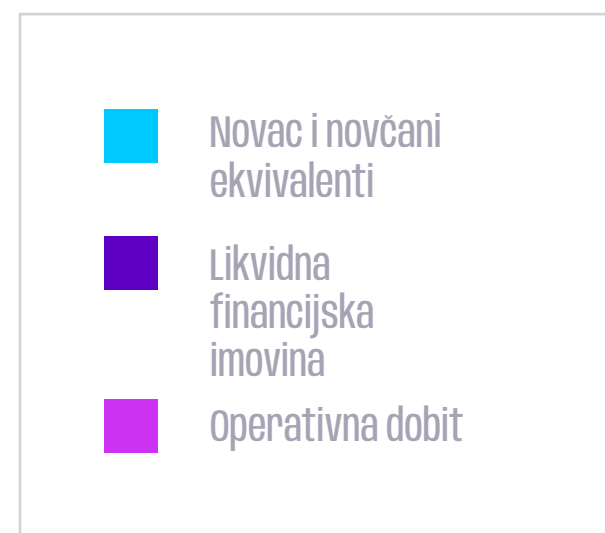 Novac i novčani
ekvivalenti
Likvidna
financijska
imovina
Operativna dobit